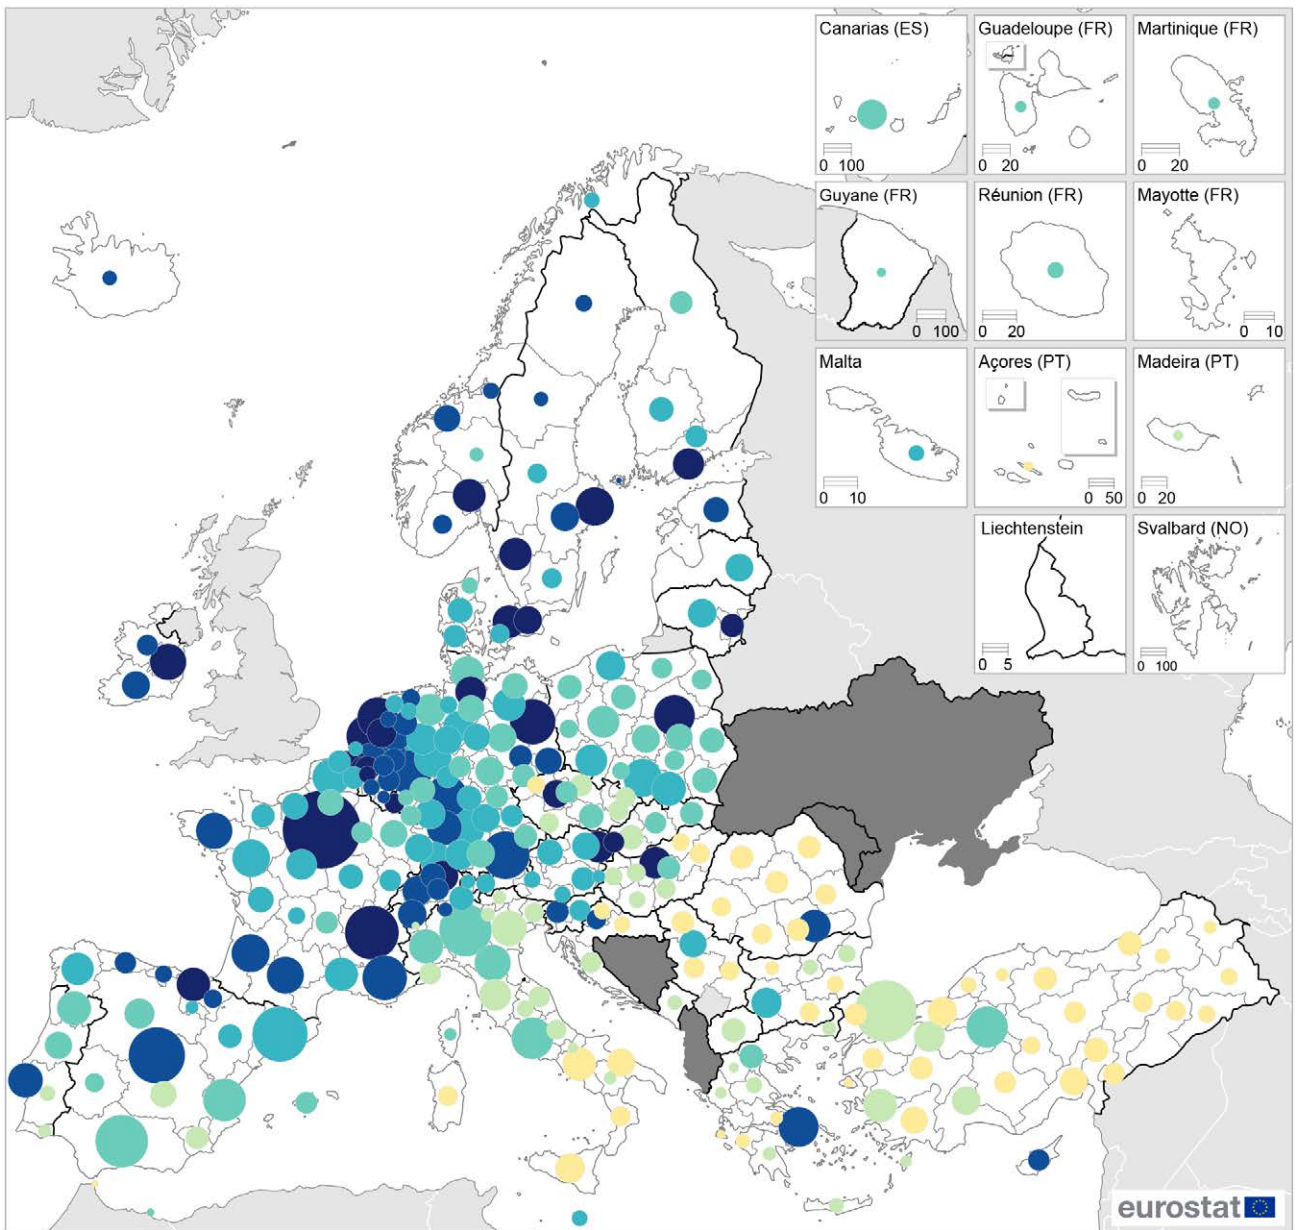 Canarias (ES)
0 100
Guadeloupe (FR)
0 20
Martinique (FR)
0 20
Guyane (FR)
0 100
Réunion (FR)
0 20
Mayotte (FR)
0 10
Malta
0 10
Açores (PT)
0 50
Madeira (PT)
0 20
Liechtenstein
0 5
Svalbard (NO)
0 100
eurostat